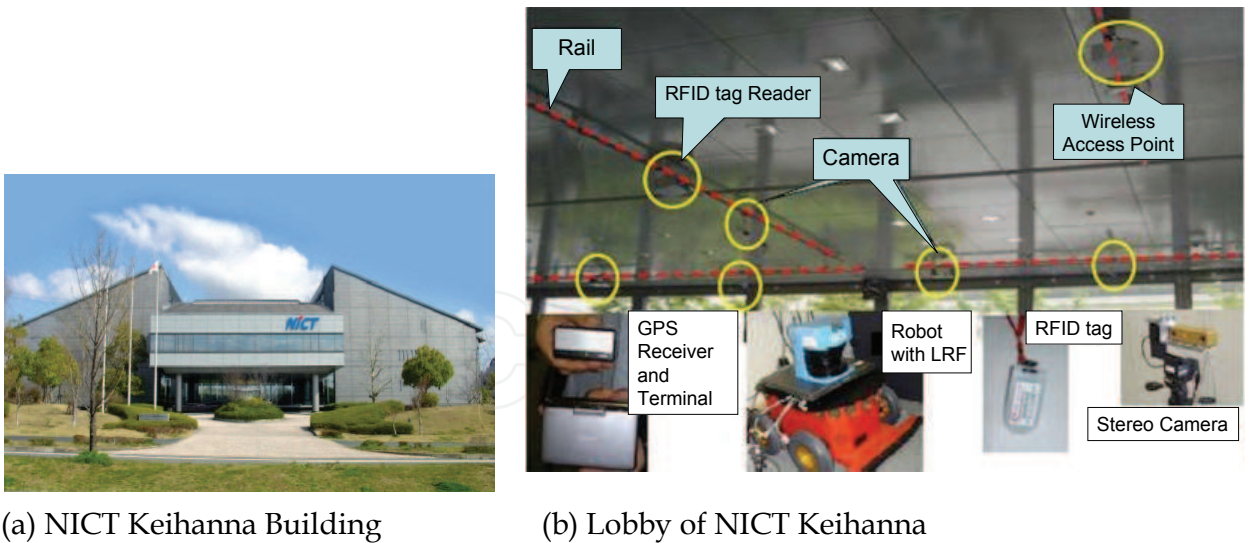 Rail
RFID tag Reader
Camera
Wireless
Access Point
NICT
GPS
Receiver
and
Terminal
Robot
with LRF
RFID tag
Stereo Camera
(a) NICT Keihanna Building
(b) Lobby of NICT Keihanna